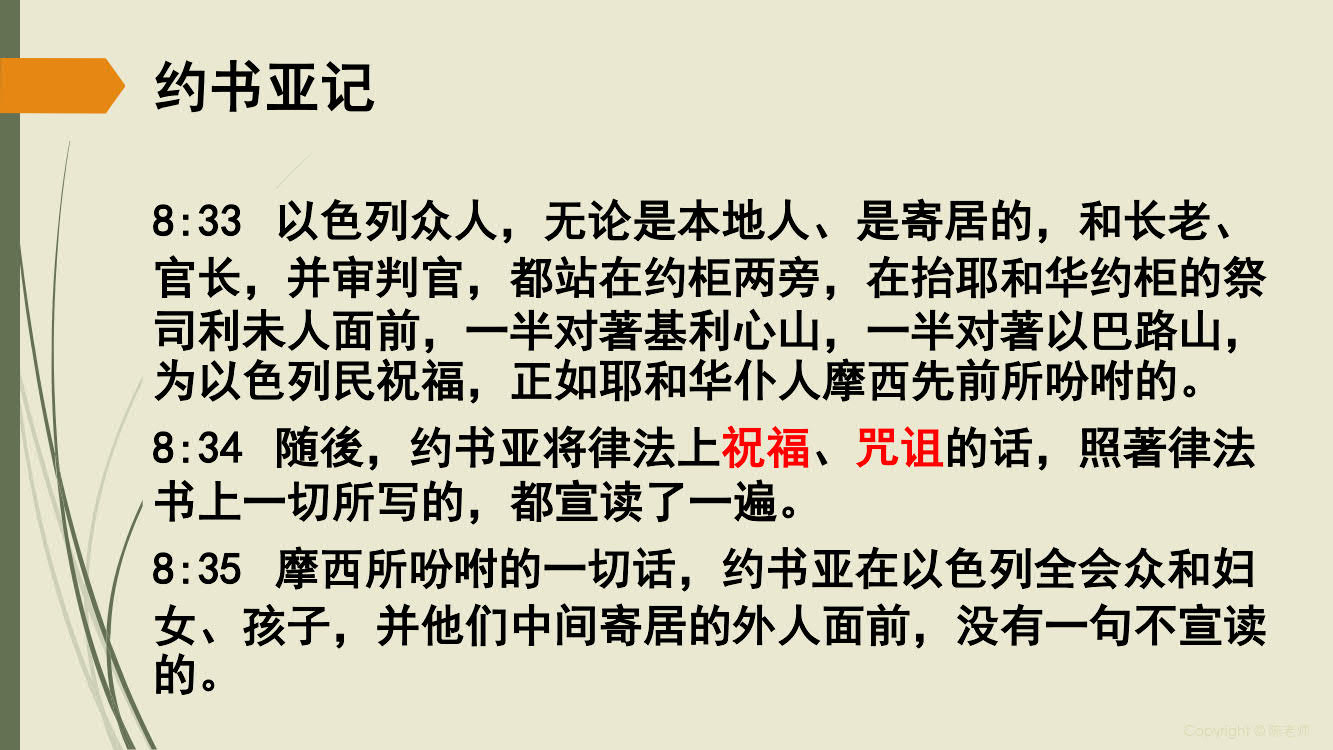 约书亚记
8:33 以色列众人，无论是本地人、是寄居的，和长老、
官长，并审判官，都站在约柜两旁，在抬耶和华约柜的祭
司利未人面前，一半对著基利心山，一半对著以巴路山，
为以色列民祝福，正如耶和华仆人摩西先前所吩咐的。
8:34 随後，约书亚将律法上祝福、咒诅的话，照著律法
书上一切所写的，都宣读了一遍。
8:35 摩西所吩咐的一切话，约书亚在以色列全会众和妇
女、孩子，并他们中间寄居的外人面前，没有一句不宣读
的。
Copyright © 陈老师